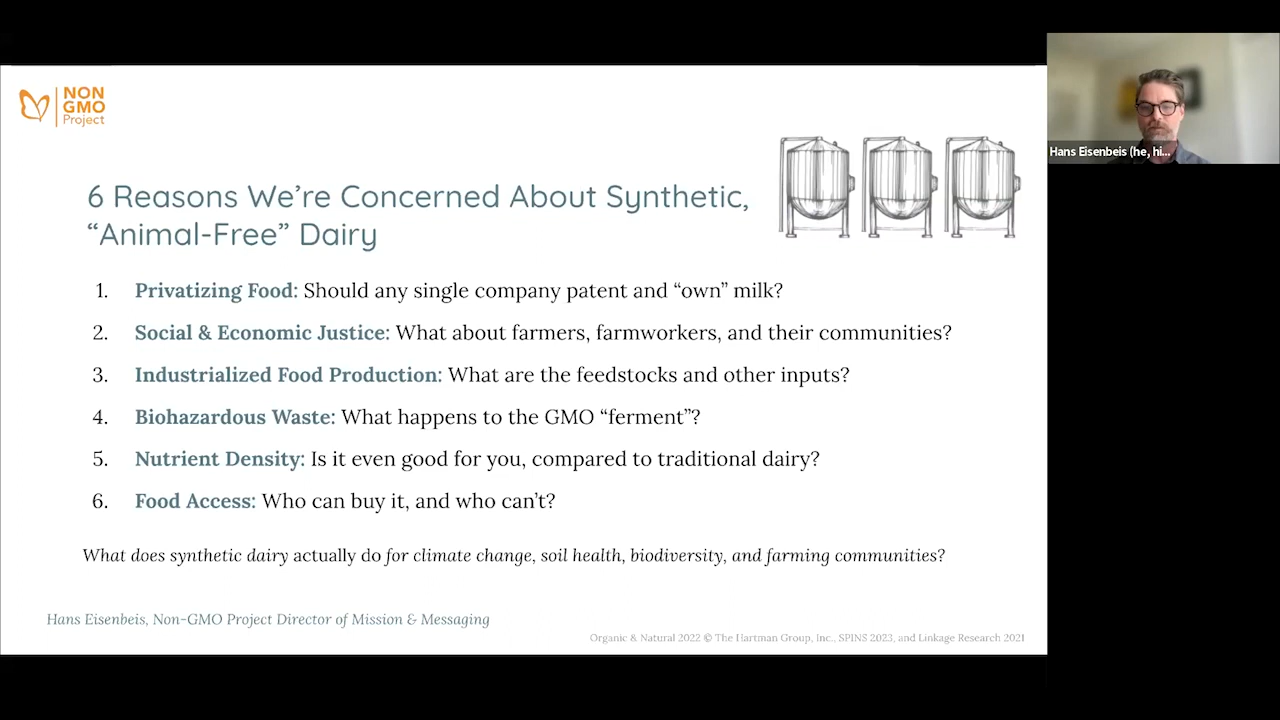 NON
GMO
Project
6 Reasons We’re Concerned About Synthetic,
“Animal-Free” Dairy
1. Privatizing Food: Should any single company patent and “own” milk?
2. Social & Economic Justice: What about farmers, farmworkers, and their communities?
3. Industrialized Food Production: What are the feedstocks and other inputs?
4. Biohazardous Waste: What happens to the GMO “ferment”?
5. Nutrient Density: Is it even good for you, compared to traditional dairy?
6. Food Access: Who can buy it, and who can’t?
What does synthetic dairy actually do for climate change, soil health, biodiversity, and farming communities?
Hans Eisenbeis, Non-GMO Project Director of Mission & Messaging
Organic & Natural 2022 © The Hartman Group, Inc., SPINS 2023, and Linkage Research 2021
Hans Eisenbeis (he, hi...